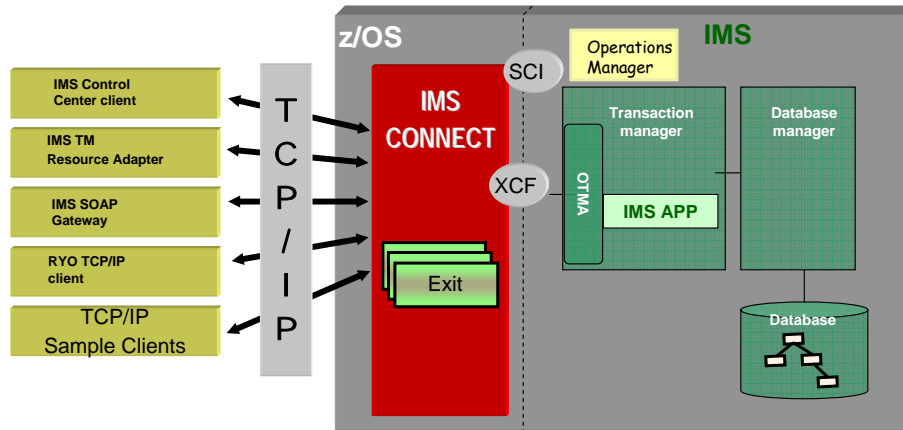 z/OS
IMS
IMS Control
Center client
IMS TM
Resource Adapter
IMS SOAP
Gateway
RYO TCP/IP
client
TCP/IP
Sample Clients
T
C
P
/
I
P
IMS
CONNECT
Exit
SCI
XCF
Operations
Manager
Transaction
manager
OTMA
IMS APP
Database
manager
Database